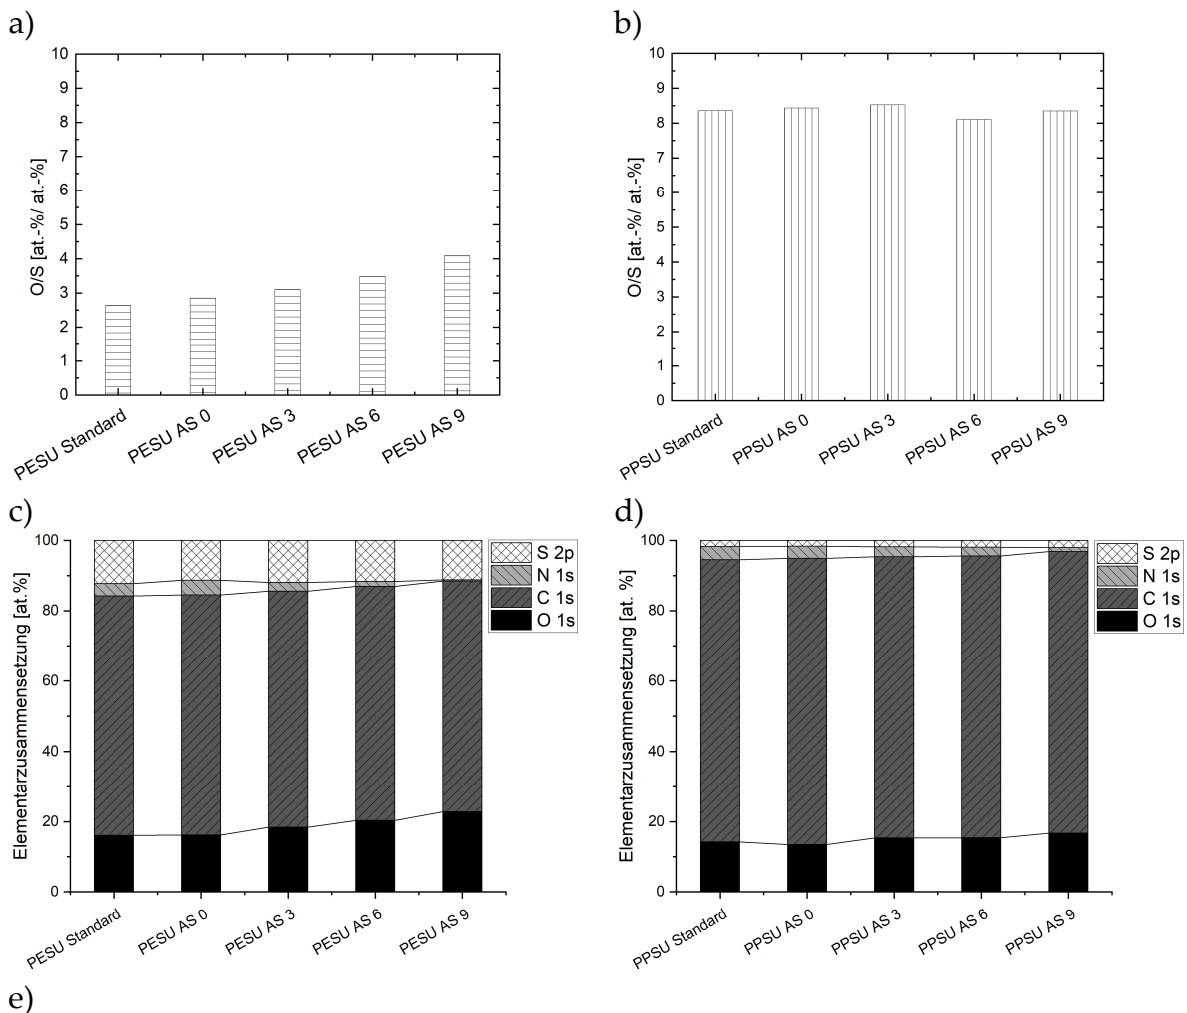 a)
10
9
8
7
6
5
4
3
2
1
0
O/S [at.-%/ at.-%]
PESU Standard
PESU AS 0
PESU AS 3
PESU AS 6
PESU AS 9
b)
10
9
8
7
6
5
4
3
2
1
0
O/S [at.-%/ at.-%]
PPSU Standard
PPSU AS 0
PPSU AS 3
PPSU AS 6
PPSU AS 9
c)
100
80
60
40
20
0
Elementarzusammensetzung [at.%]
S 2p
N 1s
C 1s
O 1s
PESU Standard
PESU AS 0
PESU AS 3
PESU AS 6
PESU AS 9
d)
100
80
60
40
20
0
Elementarzusammensetzung [at. %]
S 2p
N 1s
C 1s
O 1s
PPSU Standard
PPSU AS 0
PPSU AS 3
PPSU AS 6
PPSU AS 9
e)